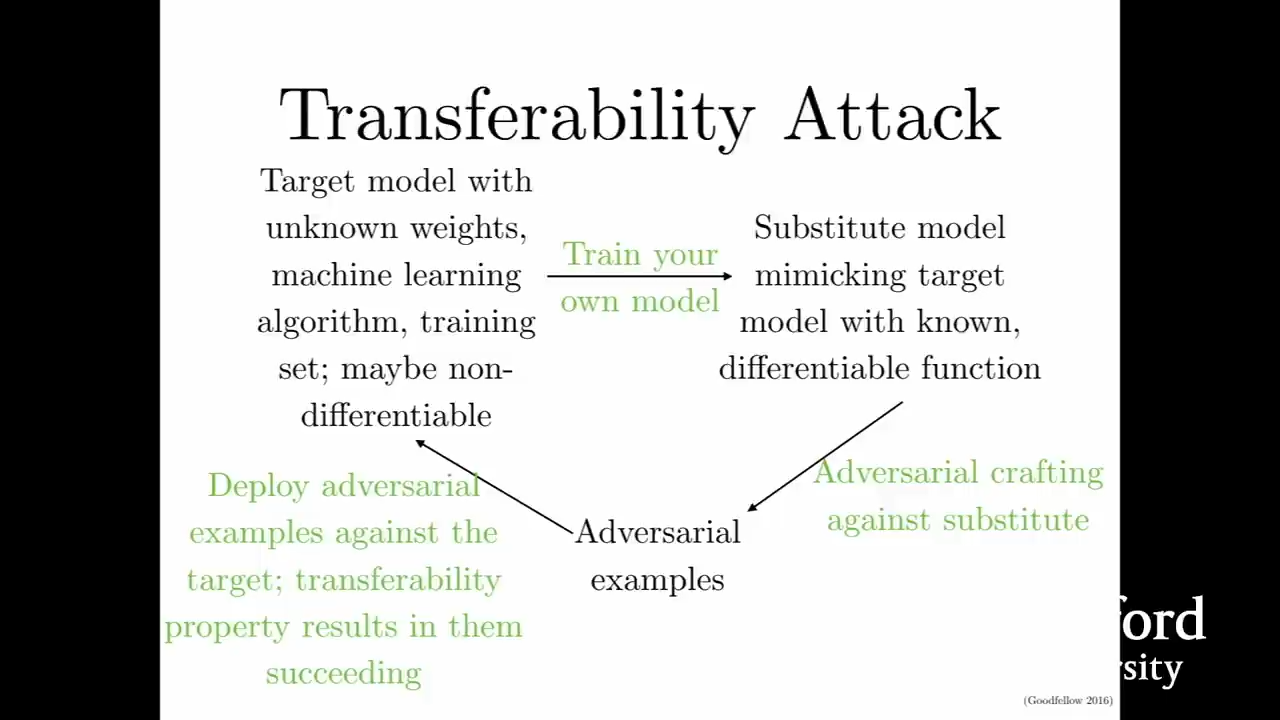 Transferability Attack
Target model with
unknown weights,
machine learning
algorithm, training
set; maybe non-
differentiable
Train your
own model
Substitute model
mimicking target
model with known,
differentiable function
Adversarial crafting
against substitute
Adversarial
examples
Deploy adversarial
examples against the
target; transferability
property results in them
succeeding
ford
rsity
(Goodfellow 2016)